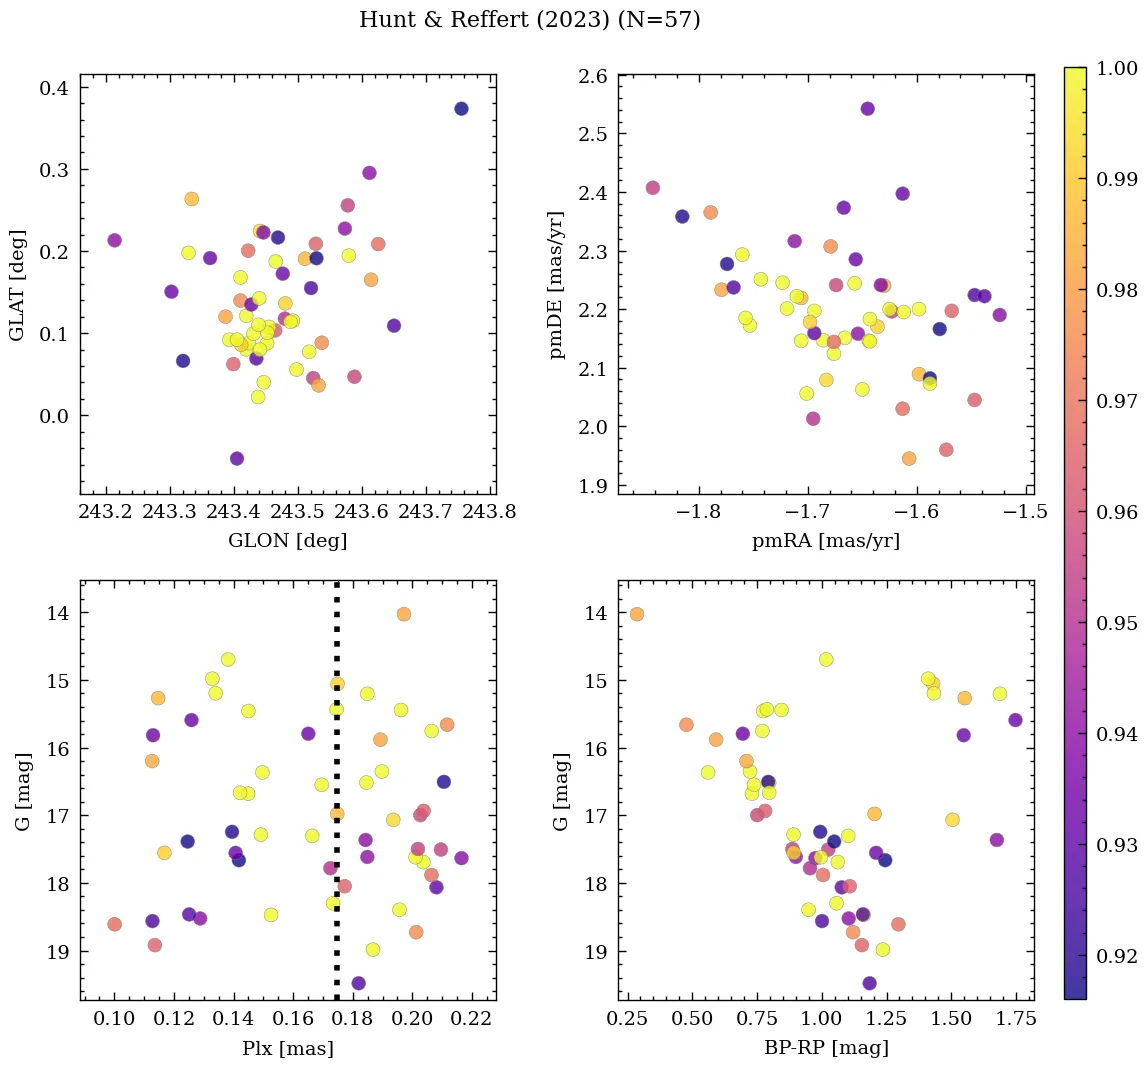 Hunt & Reffert (2023) (N=57)
0.4
0.3
0.2
0.1
0.0
GLAT [deg]
243.2 243.3 243.4 243.5 243.6 243.7 243.8
GLON [deg]
2.6
2.5
2.4
2.3
2.2
2.1
2.0
1.9
pmDE [mas/yr]
−1.8 −1.7 −1.6 −1.5
pmRA [mas/yr]
14
15
16
17
18
19
G [mag]
0.10 0.12 0.14 0.16 0.18 0.20 0.22
Plx [mas]
14
15
16
17
18
19
G [mag]
0.25 0.50 0.75 1.00 1.25 1.50 1.75
BP-RP [mag]
1.00
0.99
0.98
0.97
0.96
0.95
0.94
0.93
0.92